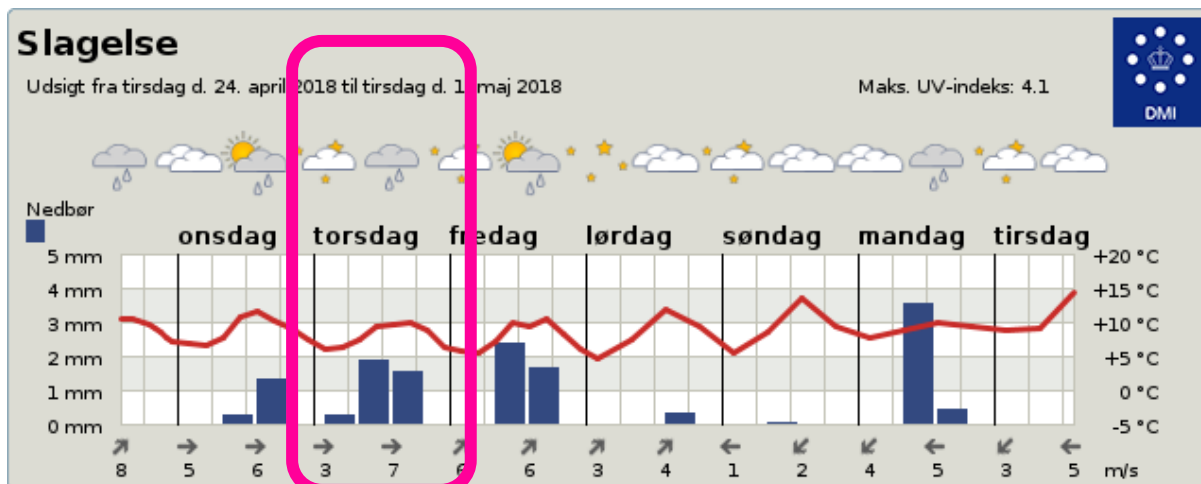 Slagelse
Udsigt fra tirsdag d. 24. april 2018 til tirsdag d. 1. maj 2018
Maks. UV-indeks: 4.1
DMI
Nedbør
onsdag torsdag fredag lørdag søndag mandag tirsdag
5 mm +20 °C
4 mm +15 °C
3 mm +10 °C
2 mm +5 °C
1 mm 0 °C
0 mm -5 °C
8 5 6 3 7 6 6 3 4 1 2 4 5 3 5 m/s